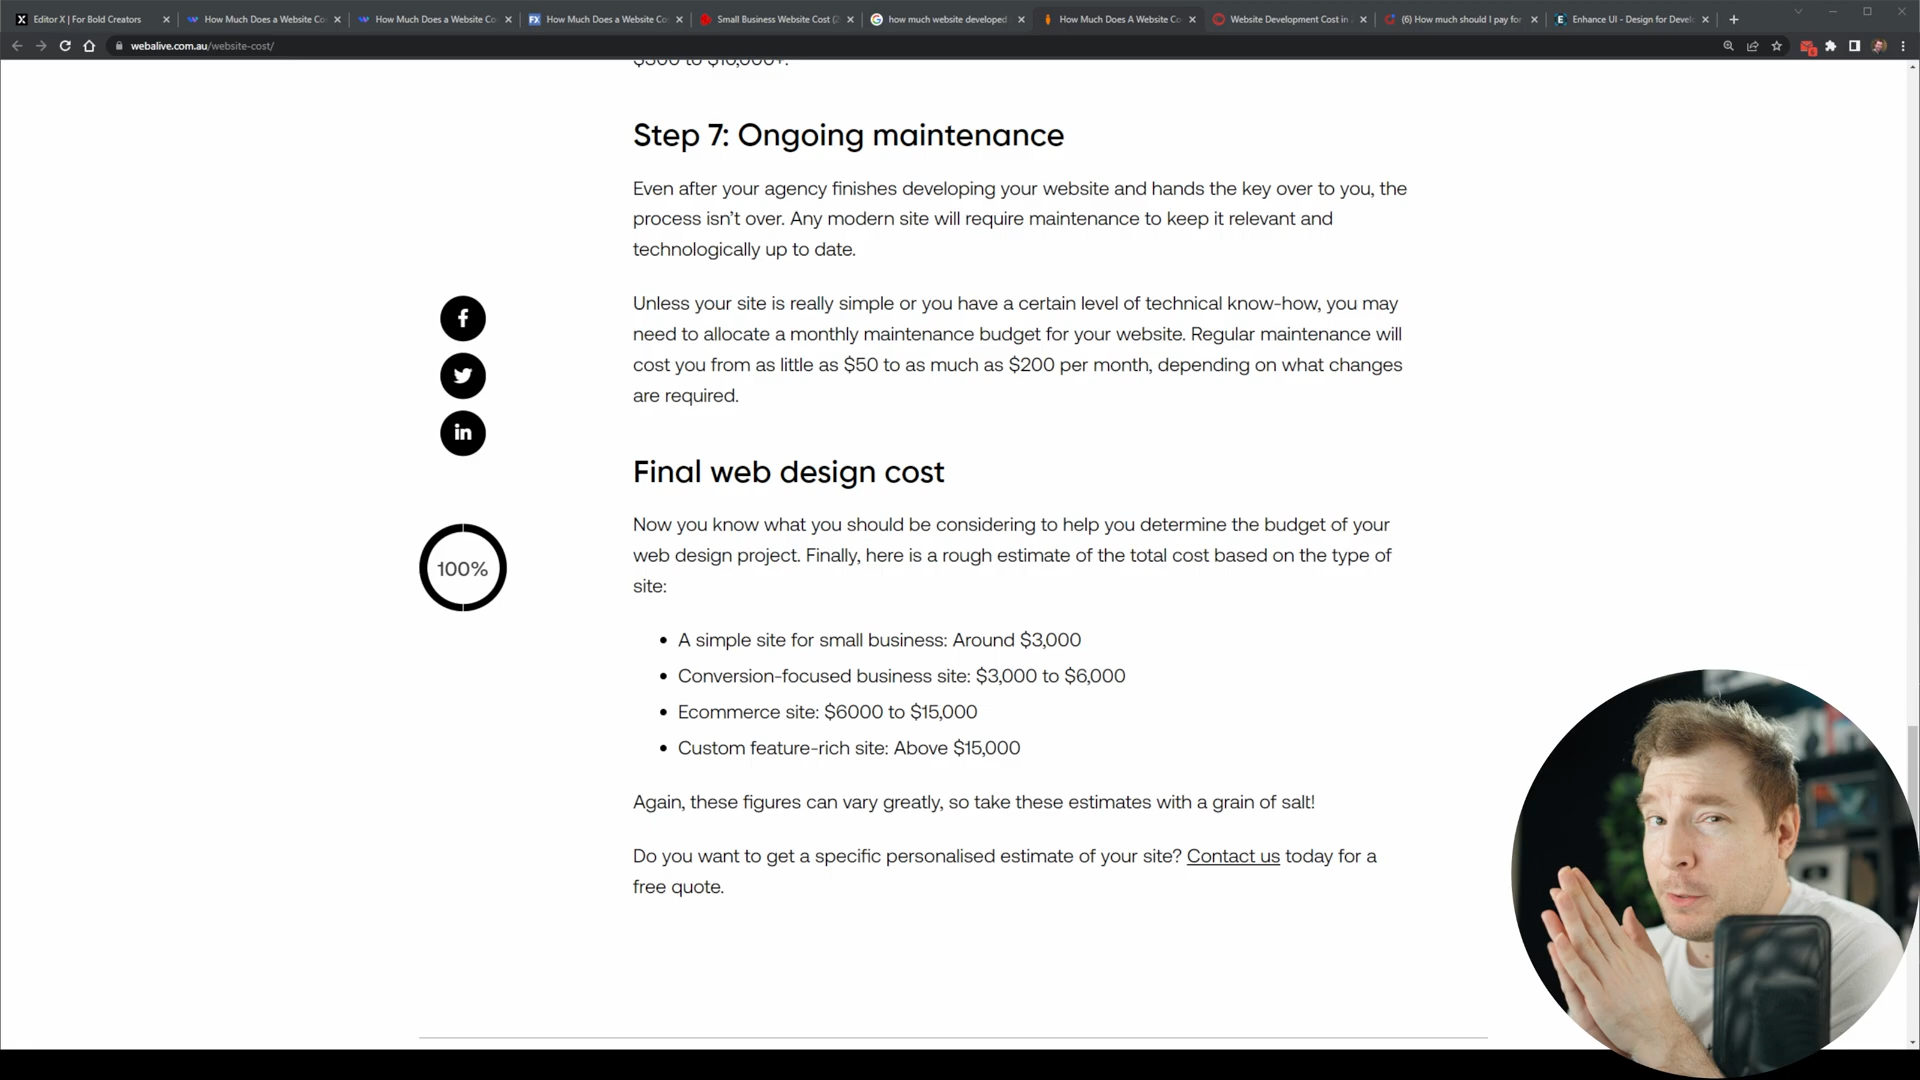 Editor X | For Bold Creators
How Much Does a Website Co
How Much Does a Website Co
How Much Does a Website Co
Small Business Website Cost (2
how much website developed
How Much Does A Website Co
Website Development Cost in
(6) How much should I pay for
Enhance UI - Design for Devel
webalive.com.au/website-cost/
$500 to $10,000+.
Step 7: Ongoing maintenance
Even after your agency finishes developing your website and hands the key over to you, the
process isn’t over. Any modern site will require maintenance to keep it relevant and
technologically up to date.
Unless your site is really simple or you have a certain level of technical know-how, you may
need to allocate a monthly maintenance budget for your website. Regular maintenance will
cost you from as little as $50 to as much as $200 per month, depending on what changes
are required.
Final web design cost
Now you know what you should be considering to help you determine the budget of your
web design project. Finally, here is a rough estimate of the total cost based on the type of
site:
100%
• A simple site for small business: Around $3,000
• Conversion-focused business site: $3,000 to $6,000
• Ecommerce site: $6000 to $15,000
• Custom feature-rich site: Above $15,000
Again, these figures can vary greatly, so take these estimates with a grain of salt!
Do you want to get a specific personalised estimate of your site? Contact us today for a
free quote.